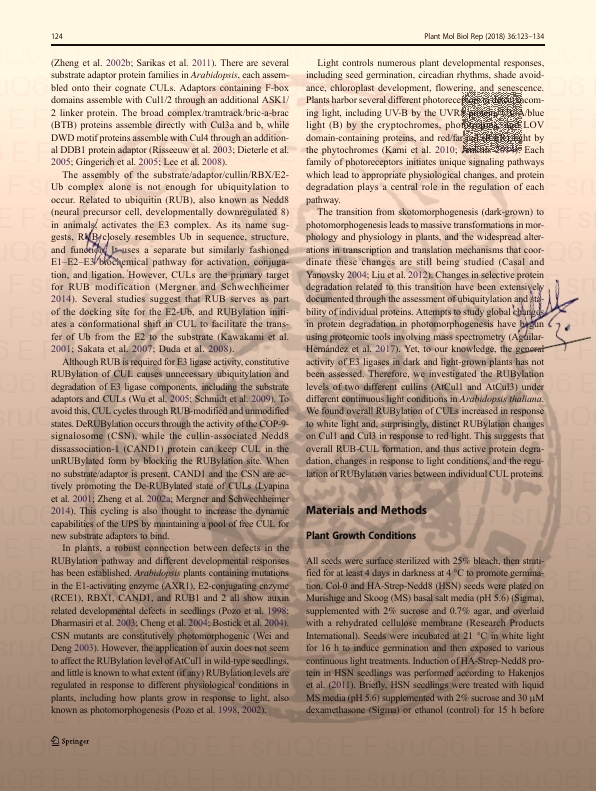 124
Plant Mol Biol Rep (2018) 36:123–134
(Zheng et al. 2002b; Sarikas et al. 2011). There are several
substrate adaptor protein families in Arabidopsis, each assem-
bled onto their cognate CULs. Adaptors containing F-box
domains assemble with Cul1/2 through an additional ASK1/
2 linker protein. The broad complex/tramtrack/bric-a-brac
(BTB) proteins assemble directly with Cul3a and b, while
DWD motif proteins assemble with Cul4 through an addition-
al DDB1 protein adaptor (Risseeuw et al. 2003; Dieterle et al.
2005; Gingerich et al. 2005; Lee et al. 2008).
The assembly of the substrate/adaptor/cullin/RBX/E2-
Ub complex alone is not enough for ubiquitylation to
occur. Related to ubiquitin (RUB), also known as Nedd8
(neural precursor cell, developmentally downregulated 8)
in animals, activates the E3 complex. As its name sug-
gests, RUB closely resembles Ub in sequence, structure,
and function. It uses a separate but similarly fashioned
E1–E2–E3 biochemical pathway for activation, conjuga-
tion, and ligation. However, CULs are the primary target
for RUB modification (Mergner and Schwechheimer
2014). Several studies suggest that RUB serves as part
of the docking site for the E2-Ub, and RUBylation initi-
ates a conformational shift in CUL to facilitate the trans-
fer of Ub from the E2 to the substrate (Kawakami et al.
2001; Sakata et al. 2007; Duda et al. 2008).
Although RUB is required for E3 ligase activity, constitutive
RUBylation of CUL causes unnecessary ubiquitylation and
degradation of E3 ligase components, including the substrate
adaptors and CULs (Wu et al. 2005; Schmidt et al. 2009). To
avoid this, CUL cycles through RUB-modified and unmodified
states. DeRUBylation occurs through the activity of the COP-9-
signalosome (CSN), while the cullin-associated Nedd8
dissassociation-1 (CAND1) protein can keep CUL in the
unRUBylated form by blocking the RUBylation site. When
no substrate/adaptor is present, CAND1 and the CSN are ac-
tively promoting the De-RUBylated state of CULs (Lyapina
et al. 2001; Zheng et al. 2002a; Mergner and Schwechheimer
2014). This cycling is also thought to increase the dynamic
capabilities of the UPS by maintaining a pool of free CUL for
new substrate adaptors to bind.
In plants, a robust connection between defects in the
RUBylation pathway and different developmental responses
has been established. Arabidopsis plants containing mutations
in the E1-activating enzyme (AXR1), E2-conjugating enzyme
(RCE1), RBX1, CAND1, and RUB1 and 2 all show auxin
related developmental defects in seedlings (Pozo et al. 1998;
Dharmasiri et al. 2003; Cheng et al. 2004; Bostick et al. 2004).
CSN mutants are constitutively photomorphogenic (Wei and
Deng 2003). However, the application of auxin does not seem
to affect the RUBylation level of AtCul1 in wild-type seedlings,
and little is known to what extent (if any) RUBylation levels are
regulated in response to different physiological conditions in
plants, including how plants grow in response to light, also
known as photomorphogenesis (Pozo et al. 1998, 2002).
Light controls numerous plant developmental responses,
including seed germination, circadian rhythms, shade avoid-
ance, chloroplast development, flowering, and senescence.
Plants harbor several different photoreceptors to detect incom-
ing light, including UV-B by the UVR8 protein, UVA/blue
light (B) by the cryptochromes, LOV
domain-containing proteins, and red/far light by
the phytochromes (Kami et al. 2010; Each
family of photoreceptors initiates unique signaling pathways
which lead to appropriate physiological changes, and protein
degradation plays a central role in the regulation of each
pathway.
The transition from skotomorphogenesis (dark-grown) to
photomorphogenesis leads to massive transformations in mor-
phology and physiology in plants, and the widespread alter-
ations in transcription and translation mechanisms that coor-
dinate these changes are still being studied (Casal and
Yanovsky 2004; Liu et al. 2012). Changes in selective protein
degradation related to this transition have been extensively
documented through the assessment of ubiquitylation and sta-
bility of individual proteins. Attempts to study global changes
in protein degradation in photomorphogenesis have begun
using proteomic tools involving mass spectrometry (Aguilar-
Hernández et al. 2017). Yet, to our knowledge, the general
activity of E3 ligases in dark and light-grown plants has not
been assessed. Therefore, we investigated the RUBylation
levels of two different cullins (AtCul1 and AtCul3) under
different continuous light conditions in Arabidopsis thaliana.
We found overall RUBylation of CULs increased in response
to white light and, surprisingly, distinct RUBylation changes
on Cul1 and Cul3 in response to red light. This suggests that
overall RUB-CUL formation, and thus active protein degra-
dation, changes in response to light conditions, and the regu-
lation of RUBylation varies between individual CUL proteins.
Materials and Methods
Plant Growth Conditions
All seeds were surface sterilized with 25% bleach, then strati-
fied for at least 4 days in darkness at 4 °C to promote germina-
tion. Col-0 and HA-Strep-Nedd8 (HSN) seeds were plated on
Murishige and Skoog (MS) basal salt media (pH 5.6) (Sigma),
supplemented with 2% sucrose and 0.7% agar, and overlaid
with a rehydrated cellulose membrane (Research Products
International). Seeds were incubated at 21 °C in white light
for 16 h to induce germination and then exposed to various
continuous light treatments. Induction of HA-Strep-Nedd8 pro-
tein in HSN seedlings was performed according to Hakenjos
et al. (2011). Briefly, HSN seedlings were treated with liquid
MS media (pH 5.6) supplemented with 2% sucrose and 30 μM
dexamethasone (Sigma) or ethanol (control) for 15 h before
Springer